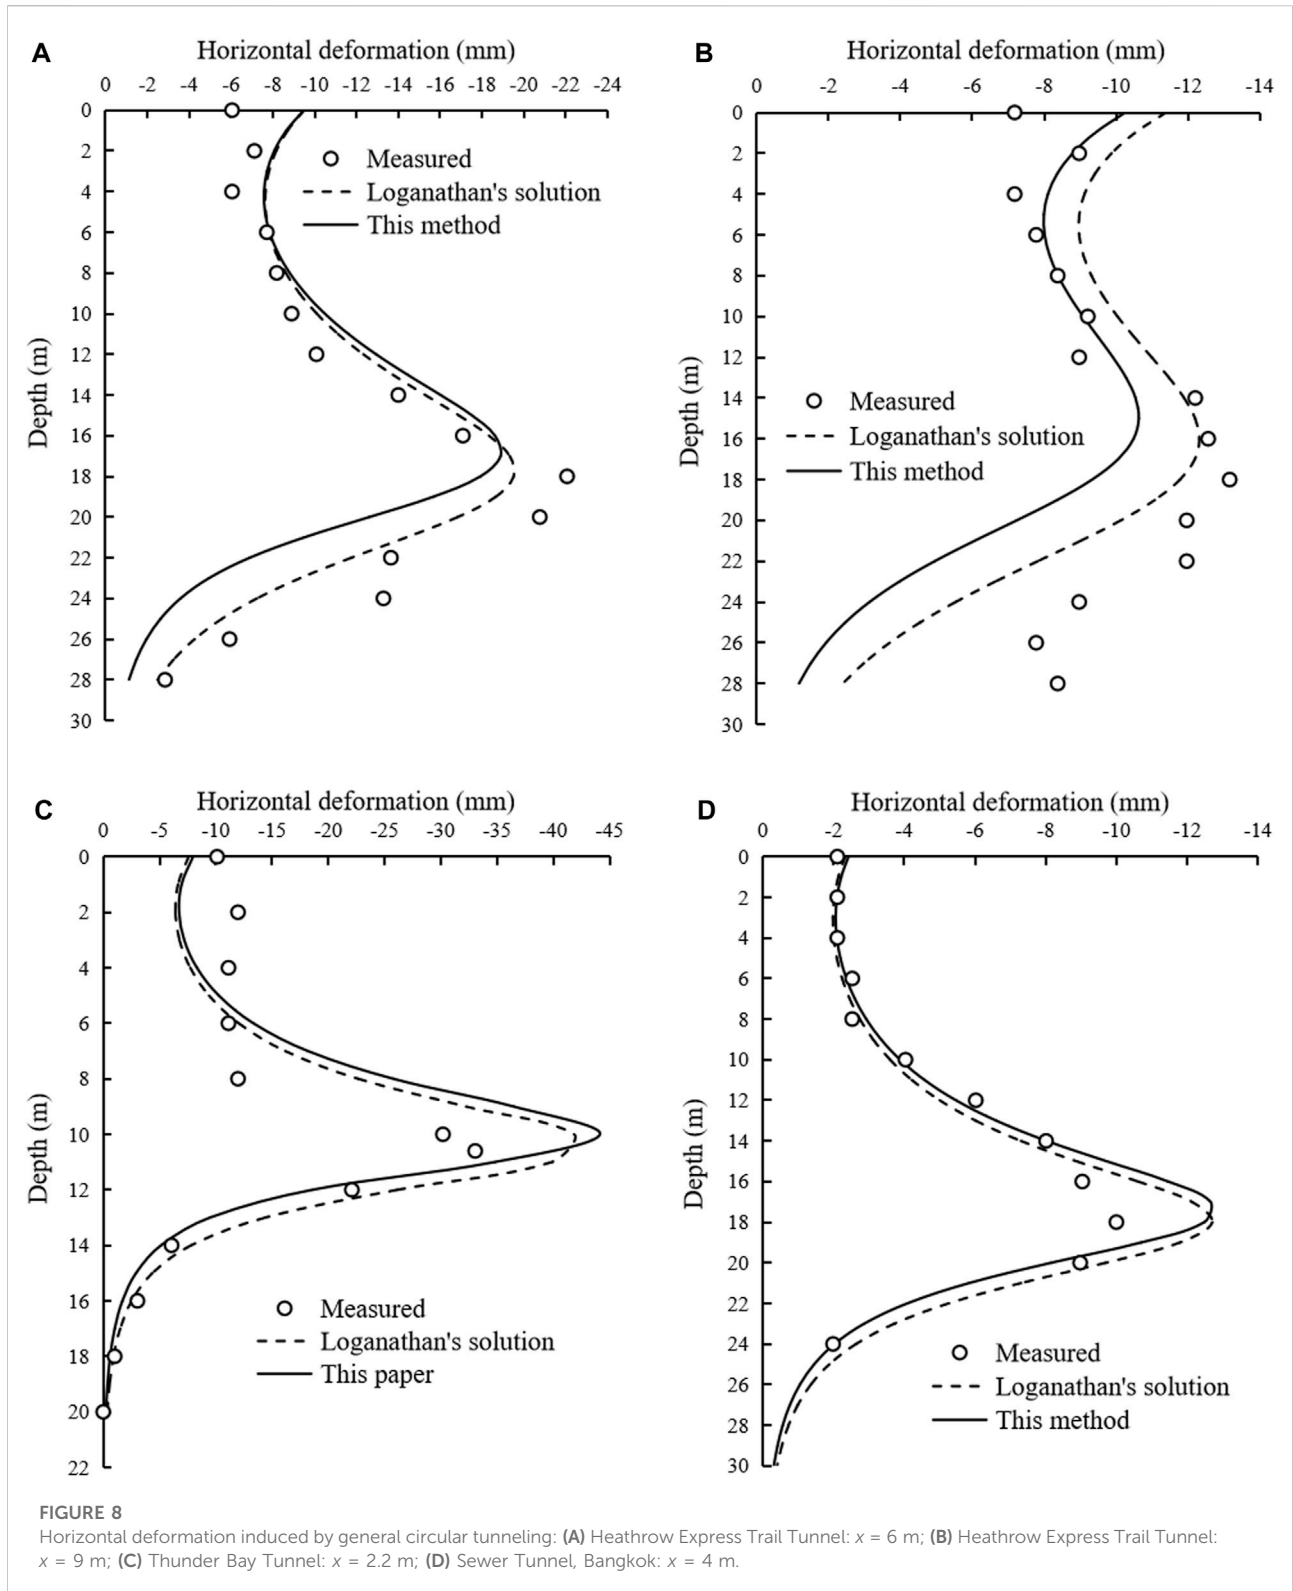 A
Horizontal deformation (mm)
0 -2 -4 -6 -8 -10 -12 -14 -16 -18 -20 -22 -24
0
2
4
6
8
10
12
14
16
18
20
22
24
26
28
30
Depth (m)
Measured
Loganathan's solution
This method
B
Horizontal deformation (mm)
0 -2 -4 -6 -8 -10 -12 -14
0
2
4
6
8
10
12
14
16
18
20
22
24
26
28
30
Depth (m)
Measured
Loganathan's solution
This method
C
Horizontal deformation (mm)
0 -5 -10 -15 -20 -25 -30 -35 -40 -45
0
2
4
6
8
10
12
14
16
18
20
22
Depth (m)
Measured
Loganathan's solution
This paper
D
Horizontal deformation (mm)
0 -2 -4 -6 -8 -10 -12 -14
0
2
4
6
8
10
12
14
16
18
20
22
24
26
28
30
Depth (m)
Measured
Loganathan's solution
This method
FIGURE 8
Horizontal deformation induced by general circular tunneling: (A) Heathrow Express Trail Tunnel: x = 6 m; (B) Heathrow Express Trail Tunnel:
x = 9 m; (C) Thunder Bay Tunnel: x = 2.2 m; (D) Sewer Tunnel, Bangkok: x = 4 m.